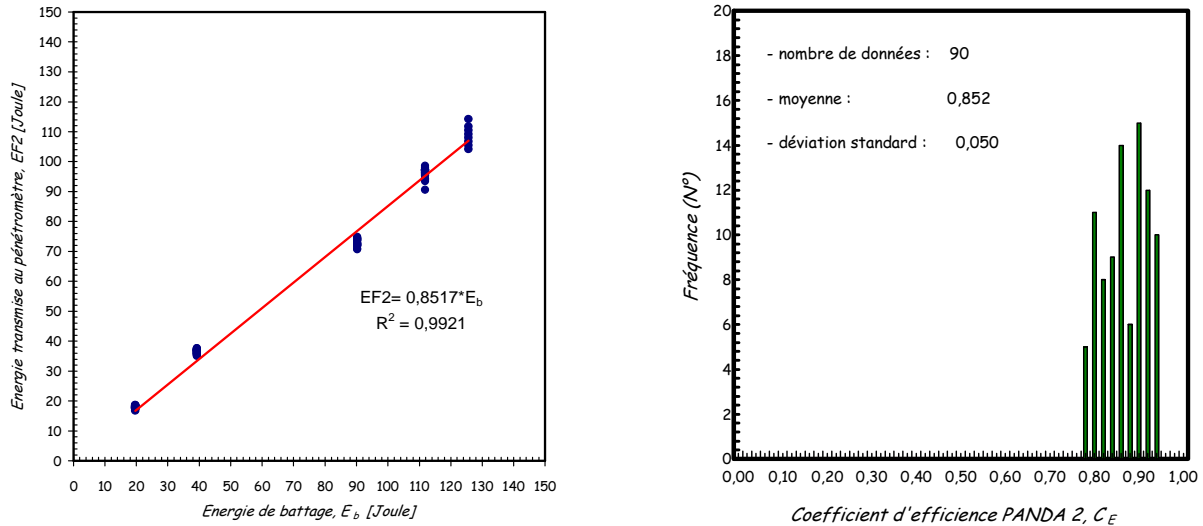 150
140
130
120
110
100
90
80
70
60
50
40
30
20
10
0
Energie transmise au pénétromètre, EF2 [Joule]
EF2= 0,8517*Eb
R2 = 0,9921
0 10 20 30 40 50 60 70 80 90 100 110 120 130 140 150
Energie de battage, E b [Joule]
20
18
16
14
12
10
8
6
4
2
0
Fréquence (N°)
- nombre de données : 90
- moyenne : 0,852
- déviation standard : 0,050
0,00 0,10 0,20 0,30 0,40 0,50 0,60 0,70 0,80 0,90 1,00
Coefficient d'efficience PANDA 2, C E